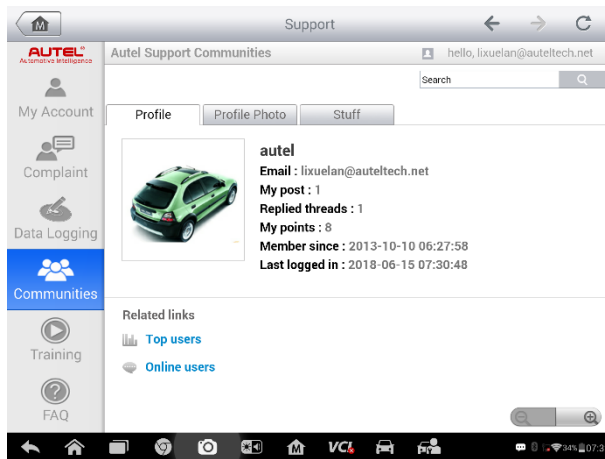 M
Support
AUTEL
Automotive Intelligence
Autel Support Communities
hello, lixuelan@auteltech.net
Search
My Account
Profile
Profile Photo
Stuff
autel
Email : lixuelan@auteltech.net
My post : 1
Replied threads : 1
My points : 8
Member since : 2013-10-10 06:27:58
Last logged in : 2018-06-15 07:30:48
Complaint
Data Logging
Communities
Related links
Top users
Online users
Training
FAQ
M
VCI
34%
07:3